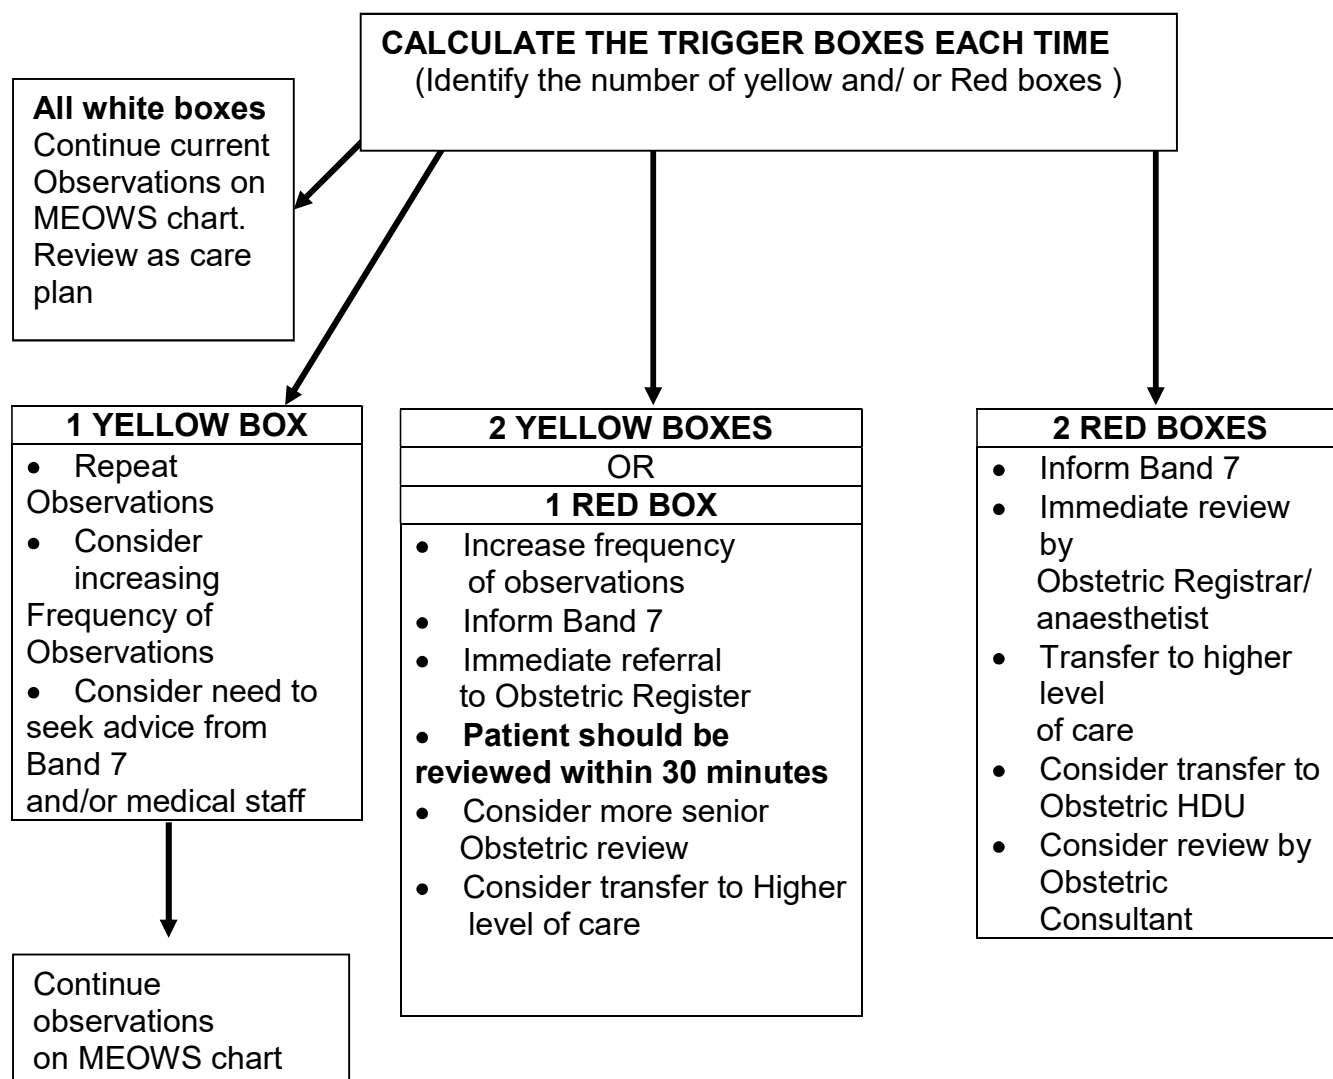 CALCULATE THE TRIGGER BOXES EACH TIME
(Identify the number of yellow and/ or Red boxes )
All white boxes
Continue current
Observations on
MEOWS chart.
Review as care
plan
1 YELLOW BOX
• Repeat
Observations
• Consider
increasing
Frequency of
Observations
• Consider need to
seek advice from
Band 7
and/or medical staff
Continue
observations
on MEOWS chart
2 YELLOW BOXES
OR
1 RED BOX
• Increase frequency
of observations
• Inform Band 7
• Immediate referral
to Obstetric Register
• Patient should be
reviewed within 30 minutes
• Consider more senior
Obstetric review
• Consider transfer to Higher
level of care
2 RED BOXES
• Inform Band 7
• Immediate review
by
Obstetric Registrar/
anaesthetist
• Transfer to higher
level
of care
• Consider transfer to
Obstetric HDU
• Consider review by
Obstetric
Consultant